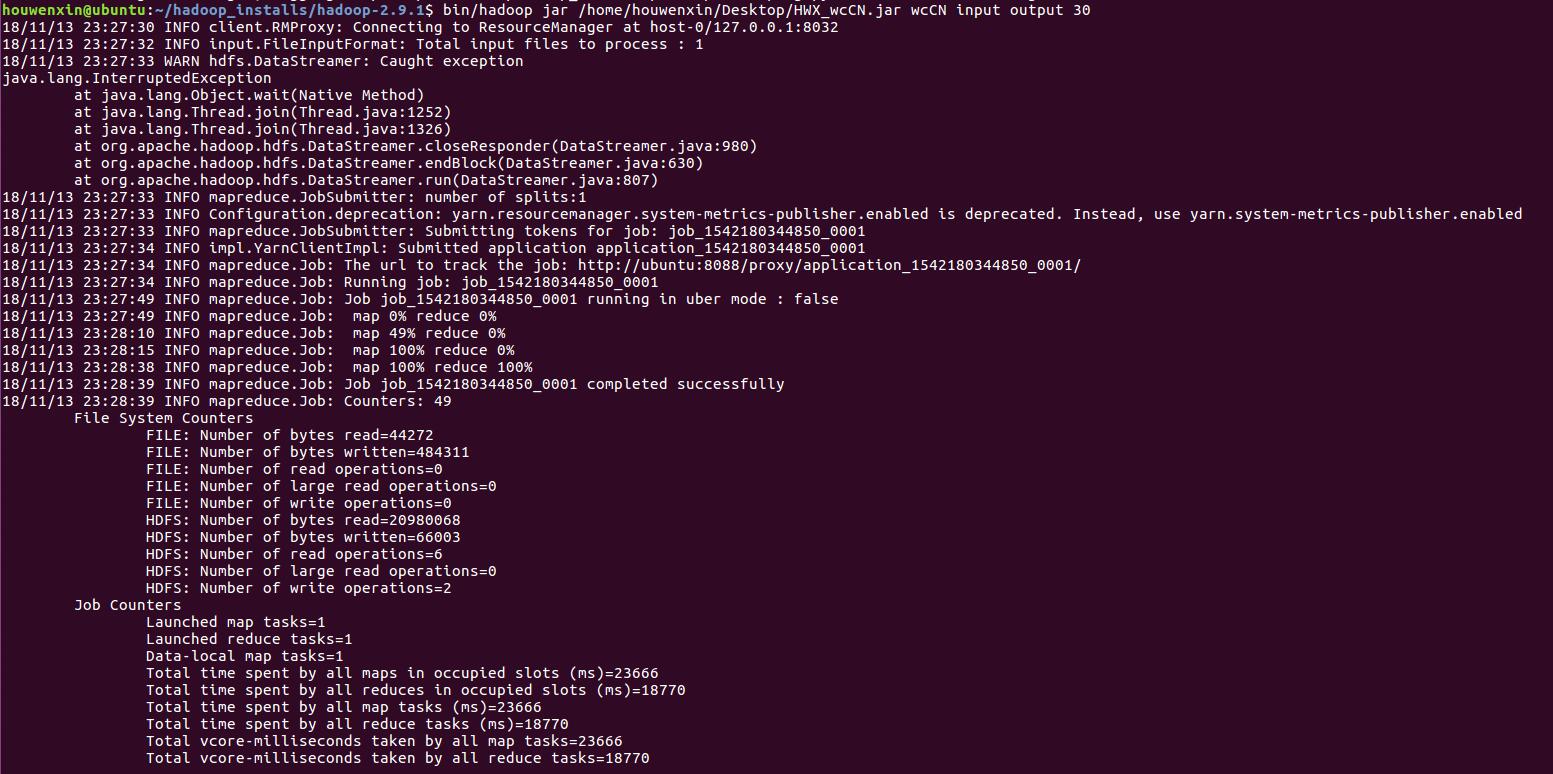 houwenxin@ubuntu:~/hadoop_installs/hadoop-2.9.1$ bin/hadoop jar /home/houwenxin/Desktop/HWX_wcCN.jar wcCN input output 30
18/11/13 23:27:30 INFO client.RMProxy: Connecting to ResourceManager at host-0/127.0.0.1:8032
18/11/13 23:27:32 INFO input.FileInputFormat: Total input files to process : 1
18/11/13 23:27:33 WARN hdfs.DataStreamer: Caught exception
java.lang.InterruptedException
        at java.lang.Object.wait(Native Method)
        at java.lang.Thread.join(Thread.java:1252)
        at java.lang.Thread.join(Thread.java:1326)
        at org.apache.hadoop.hdfs.DataStreamer.closeResponder(DataStreamer.java:980)
        at org.apache.hadoop.hdfs.DataStreamer.endBlock(DataStreamer.java:630)
        at org.apache.hadoop.hdfs.DataStreamer.run(DataStreamer.java:807)
18/11/13 23:27:33 INFO mapreduce.JobSubmitter: number of splits:1
18/11/13 23:27:33 INFO Configuration.deprecation: yarn.resourcemanager.system-metrics-publisher.enabled is deprecated. Instead, use yarn.system-metrics-publisher.enabled
18/11/13 23:27:33 INFO mapreduce.JobSubmitter: Submitting tokens for job: job_1542180344850_0001
18/11/13 23:27:34 INFO impl.YarnClientImpl: Submitted application application_1542180344850_0001
18/11/13 23:27:34 INFO mapreduce.Job: The url to track the job: http://ubuntu:8088/proxy/application_1542180344850_0001/
18/11/13 23:27:34 INFO mapreduce.Job: Running job: job_1542180344850_0001
18/11/13 23:27:49 INFO mapreduce.Job: Job job_1542180344850_0001 running in uber mode : false
18/11/13 23:27:49 INFO mapreduce.Job:  map 0% reduce 0%
18/11/13 23:28:10 INFO mapreduce.Job:  map 49% reduce 0%
18/11/13 23:28:15 INFO mapreduce.Job:  map 100% reduce 0%
18/11/13 23:28:38 INFO mapreduce.Job:  map 100% reduce 100%
18/11/13 23:28:39 INFO mapreduce.Job: Job job_1542180344850_0001 completed successfully
18/11/13 23:28:39 INFO mapreduce.Job: Counters: 49
        File System Counters
                FILE: Number of bytes read=44272
                FILE: Number of bytes written=484311
                FILE: Number of read operations=0
                FILE: Number of large read operations=0
                FILE: Number of write operations=0
                HDFS: Number of bytes read=20980068
                HDFS: Number of bytes written=66003
                HDFS: Number of read operations=6
                HDFS: Number of large read operations=0
                HDFS: Number of write operations=2
        Job Counters
                Launched map tasks=1
                Launched reduce tasks=1
                Data-local map tasks=1
                Total time spent by all maps in occupied slots (ms)=23666
                Total time spent by all reduces in occupied slots (ms)=18770
                Total time spent by all map tasks (ms)=23666
                Total time spent by all reduce tasks (ms)=18770
                Total vcore-milliseconds taken by all map tasks=23666
                Total vcore-milliseconds taken by all reduce tasks=18770